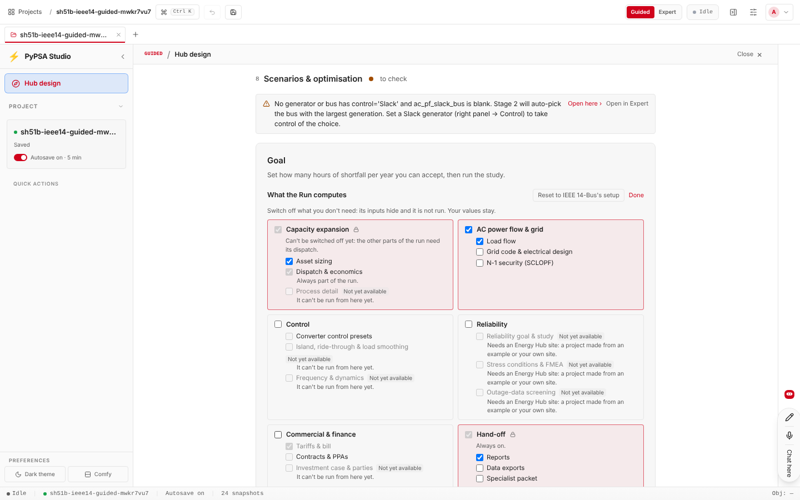 Projects / sh51b-ieee14-guided-mwkr7vu7 ⌘ Ctrl K
Guided Expert Idle A
sh51b-ieee14-guided-mw... × +
PyPSA Studio
Hub design
PROJECT
sh51b-ieee14-guided-mw...
Saved
Autosave on · 5 min
QUICK ACTIONS
PREFERENCES
Dark theme Comfy
GUIDED / Hub design Close ×
8 Scenarios & optimisation to check
No generator or bus has control='Slack' and ac_pf_slack_bus is blank. Stage 2 will auto-pick
the bus with the largest generation. Set a Slack generator (right panel → Control) to take
control of the choice.
Open here › Open in Expert
Goal
Set how many hours of shortfall per year you can accept, then run the study.
What the Run computes Reset to IEEE 14-Bus's setup Done
Switch off what you don't need: its inputs hide and it is not run. Your values stay.
Capacity expansion
Can't be switched off yet: the other parts of the run need
its dispatch.
Asset sizing
Dispatch & economics
Always part of the run.
Process detail Not yet available
It can't be run from here yet.
AC power flow & grid
Load flow
Grid code & electrical design
N-1 security (SCLOPF)
Control
Converter control presets
Island, ride-through & load smoothing
Not yet available
It can't be run from here yet.
Frequency & dynamics Not yet available
It can't be run from here yet.
Reliability
Reliability goal & study Not yet available
Needs an Energy Hub site: a project made from an
example or your own site.
Stress conditions & FMEA Not yet available
Needs an Energy Hub site: a project made from an
example or your own site.
Outage-data screening Not yet available
Needs an Energy Hub site: a project made from an
example or your own site.
Commercial & finance
Tariffs & bill
Contracts & PPAs
Investment case & parties Not yet available
It can't be run from here yet.
Hand-off
Always on.
Reports
Data exports
Specialist packet
Chat here
Idle sh51b-ieee14-guided-mwkr7vu7 Autosave on 24 snapshots Obj: —